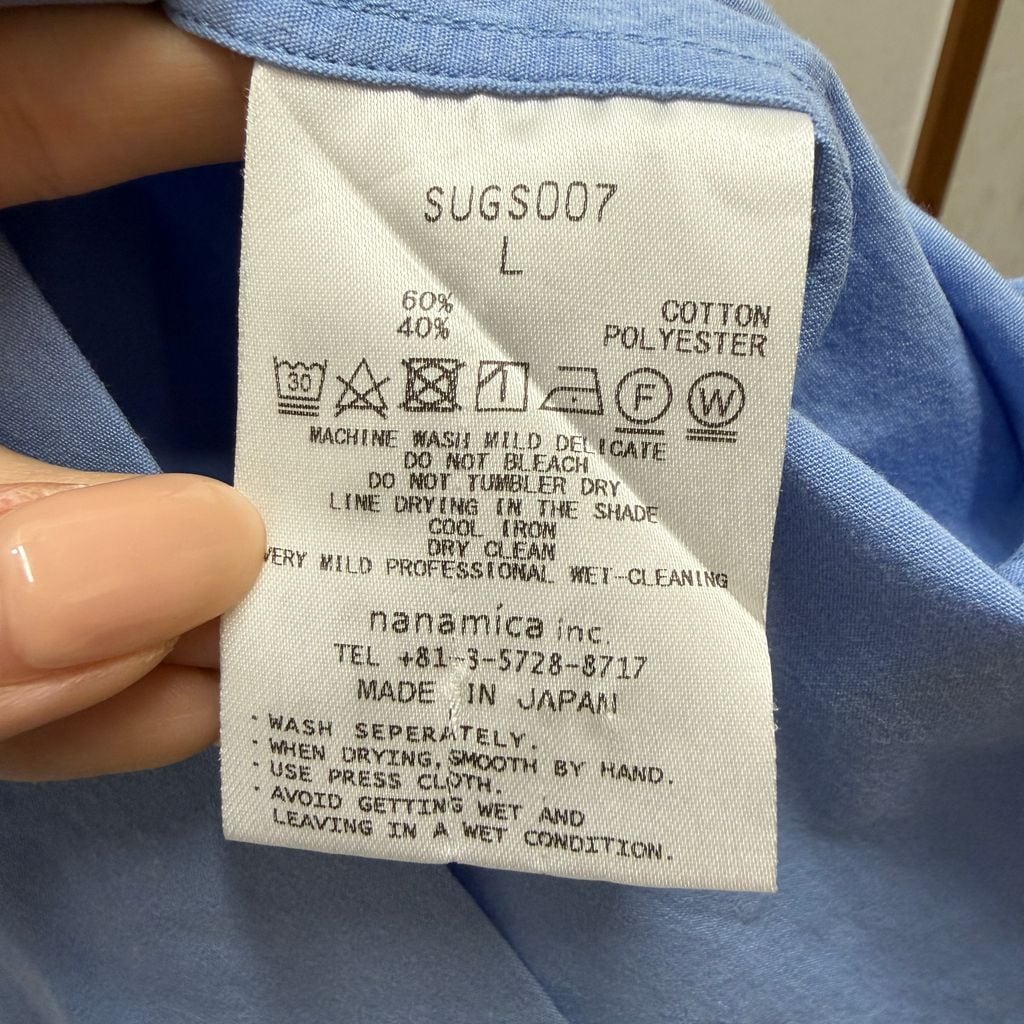 SUGS007
L
60% COTTON
40% POLYESTER
30 1 F W
MACHINE WASH MILD DELICATE
DO NOT BLEACH
DO NOT TUMBLER DRY
LINE DRYING IN THE SHADE
COOL IRON
DRY CLEAN
VERY MILD PROFESSIONAL WET-CLEANING
nanamica inc.
TEL +81-3-5728-8717
MADE IN JAPAN
・WASH SEPERATELY.
・WHEN DRYING, SMOOTH BY HAND.
・USE PRESS CLOTH.
・AVOID GETTING WET AND
LEAVING IN A WET CONDITION.